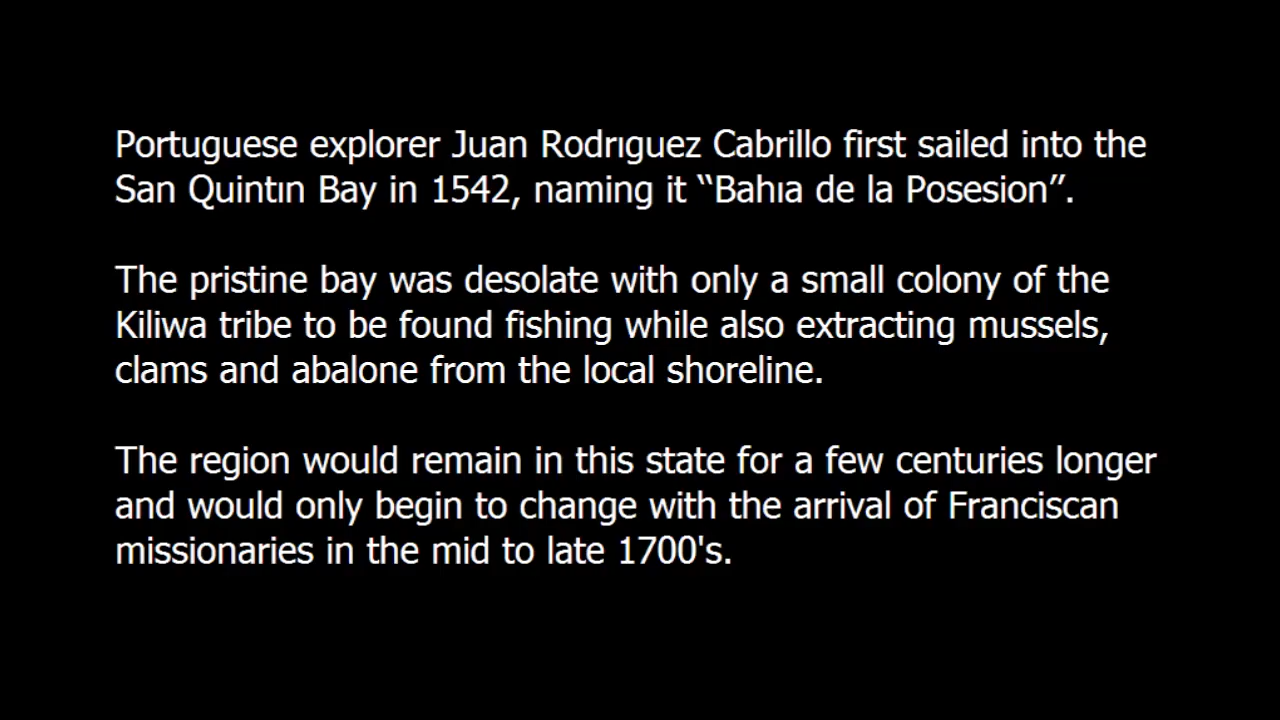 Portuguese explorer Juan Rodrıguez Cabrillo first sailed into the
San Quintın Bay in 1542, naming it “Bahıa de la Posesion”.
The pristine bay was desolate with only a small colony of the
Kiliwa tribe to be found fishing while also extracting mussels,
clams and abalone from the local shoreline.
The region would remain in this state for a few centuries longer
and would only begin to change with the arrival of Franciscan
missionaries in the mid to late 1700's.